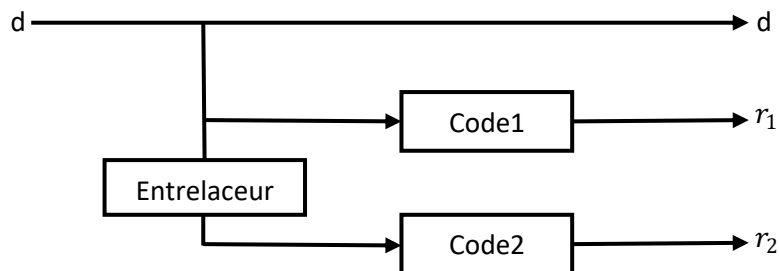 d d
Code1 r₁
Entrelaceur
Code2 r₂